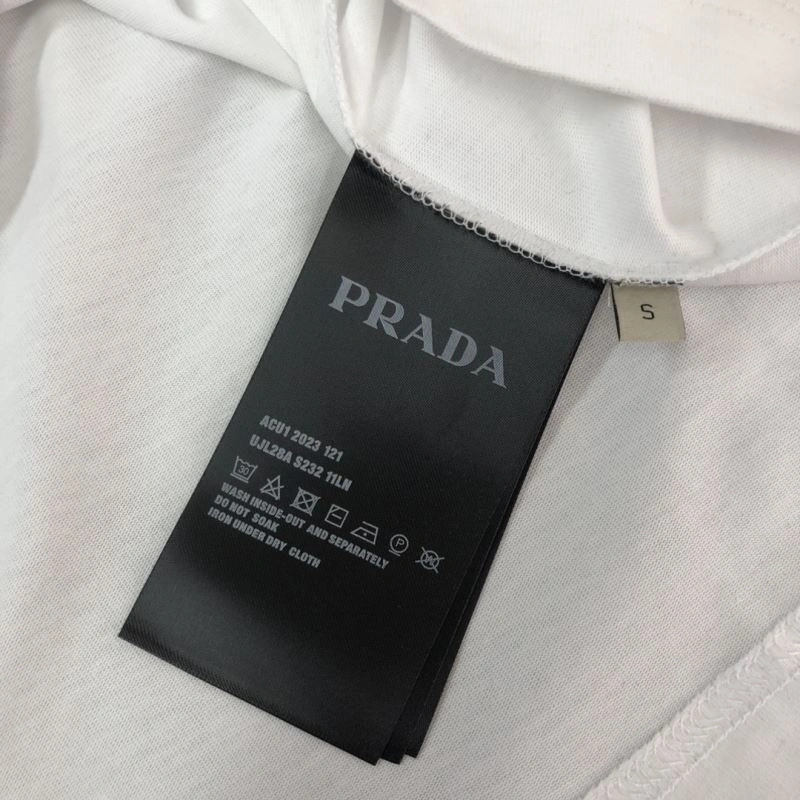 PRADA
S
ACU1 2023 121
UJL28A S232 11LN
30
P
WASH INSIDE-OUT AND SEPARATELY
DO NOT SOAK
IRON UNDER DRY CLOTH